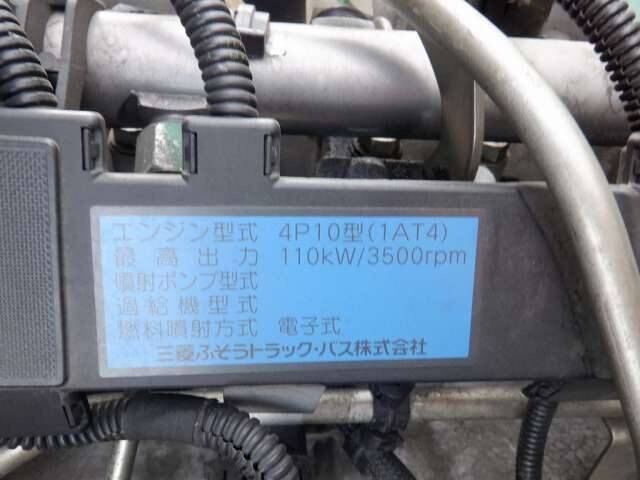 エンジン型式 4P10型(1AT4)
最高出力 110kW/3500rpm
噴射ポンプ型式
過給機型式
燃料噴射方式 電子式
三菱ふそうトラック・バス株式会社